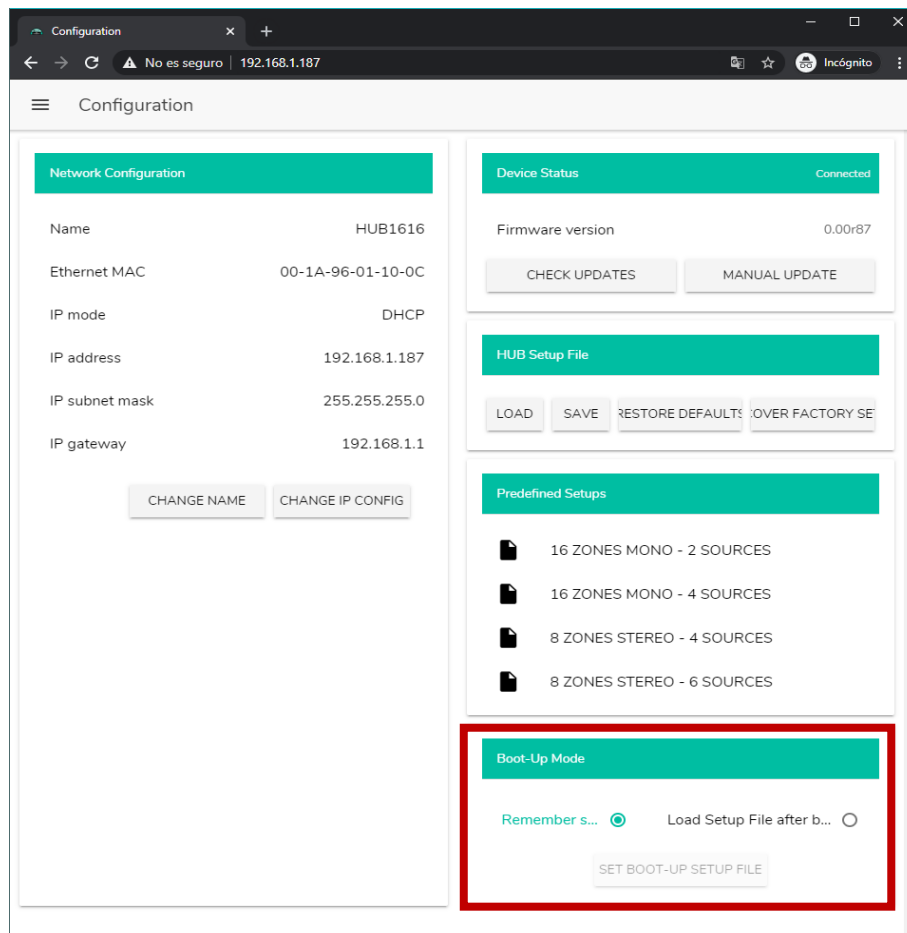 Configuration
No es seguro | 192.168.1.187
Incógnito
Configuration
Network Configuration
Name HUB1616
Ethernet MAC 00-1A-96-01-10-0C
IP mode DHCP
IP address 192.168.1.187
IP subnet mask 255.255.255.0
IP gateway 192.168.1.1
CHANGE NAME CHANGE IP CONFIG
Device Status Connected
Firmware version 0.00r87
CHECK UPDATES MANUAL UPDATE
HUB Setup File
LOAD SAVE RESTORE DEFAULTS OVER FACTORY SE
Predefined Setups
16 ZONES MONO - 2 SOURCES
16 ZONES MONO - 4 SOURCES
8 ZONES STEREO - 4 SOURCES
8 ZONES STEREO - 6 SOURCES
Boot-Up Mode
Remember s... Load Setup File after b...
SET BOOT-UP SETUP FILE